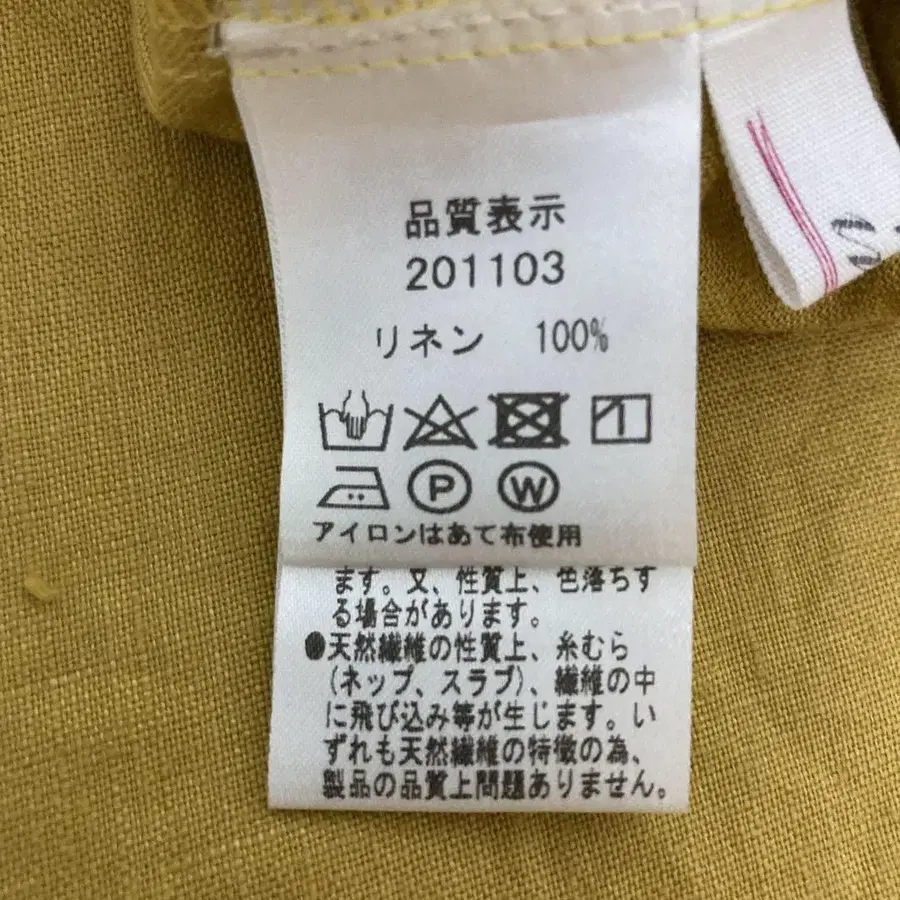 品質表示
201103
リネン 100%
P W
アイロンはあて布使用
ます。又、性質上、色落ちす
る場合があります。
●天然繊維の性質上、糸むら
(ネップ、スラブ)、繊維の中
に飛び込み等が生じます。い
ずれも天然繊維の特徴の為、
製品の品質上問題ありません。